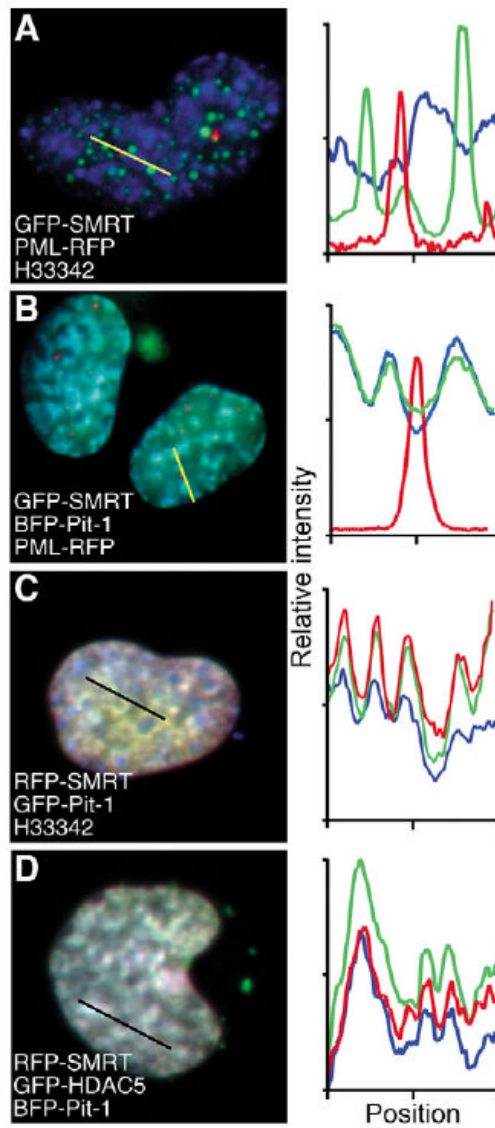 A
GFP-SMRT
PML-RFP
H33342
B
GFP-SMRT
BFP-Pit-1
PML-RFP
C
RFP-SMRT
GFP-Pit-1
H33342
D
RFP-SMRT
GFP-HDAC5
BFP-Pit-1
Relative intensity
Position